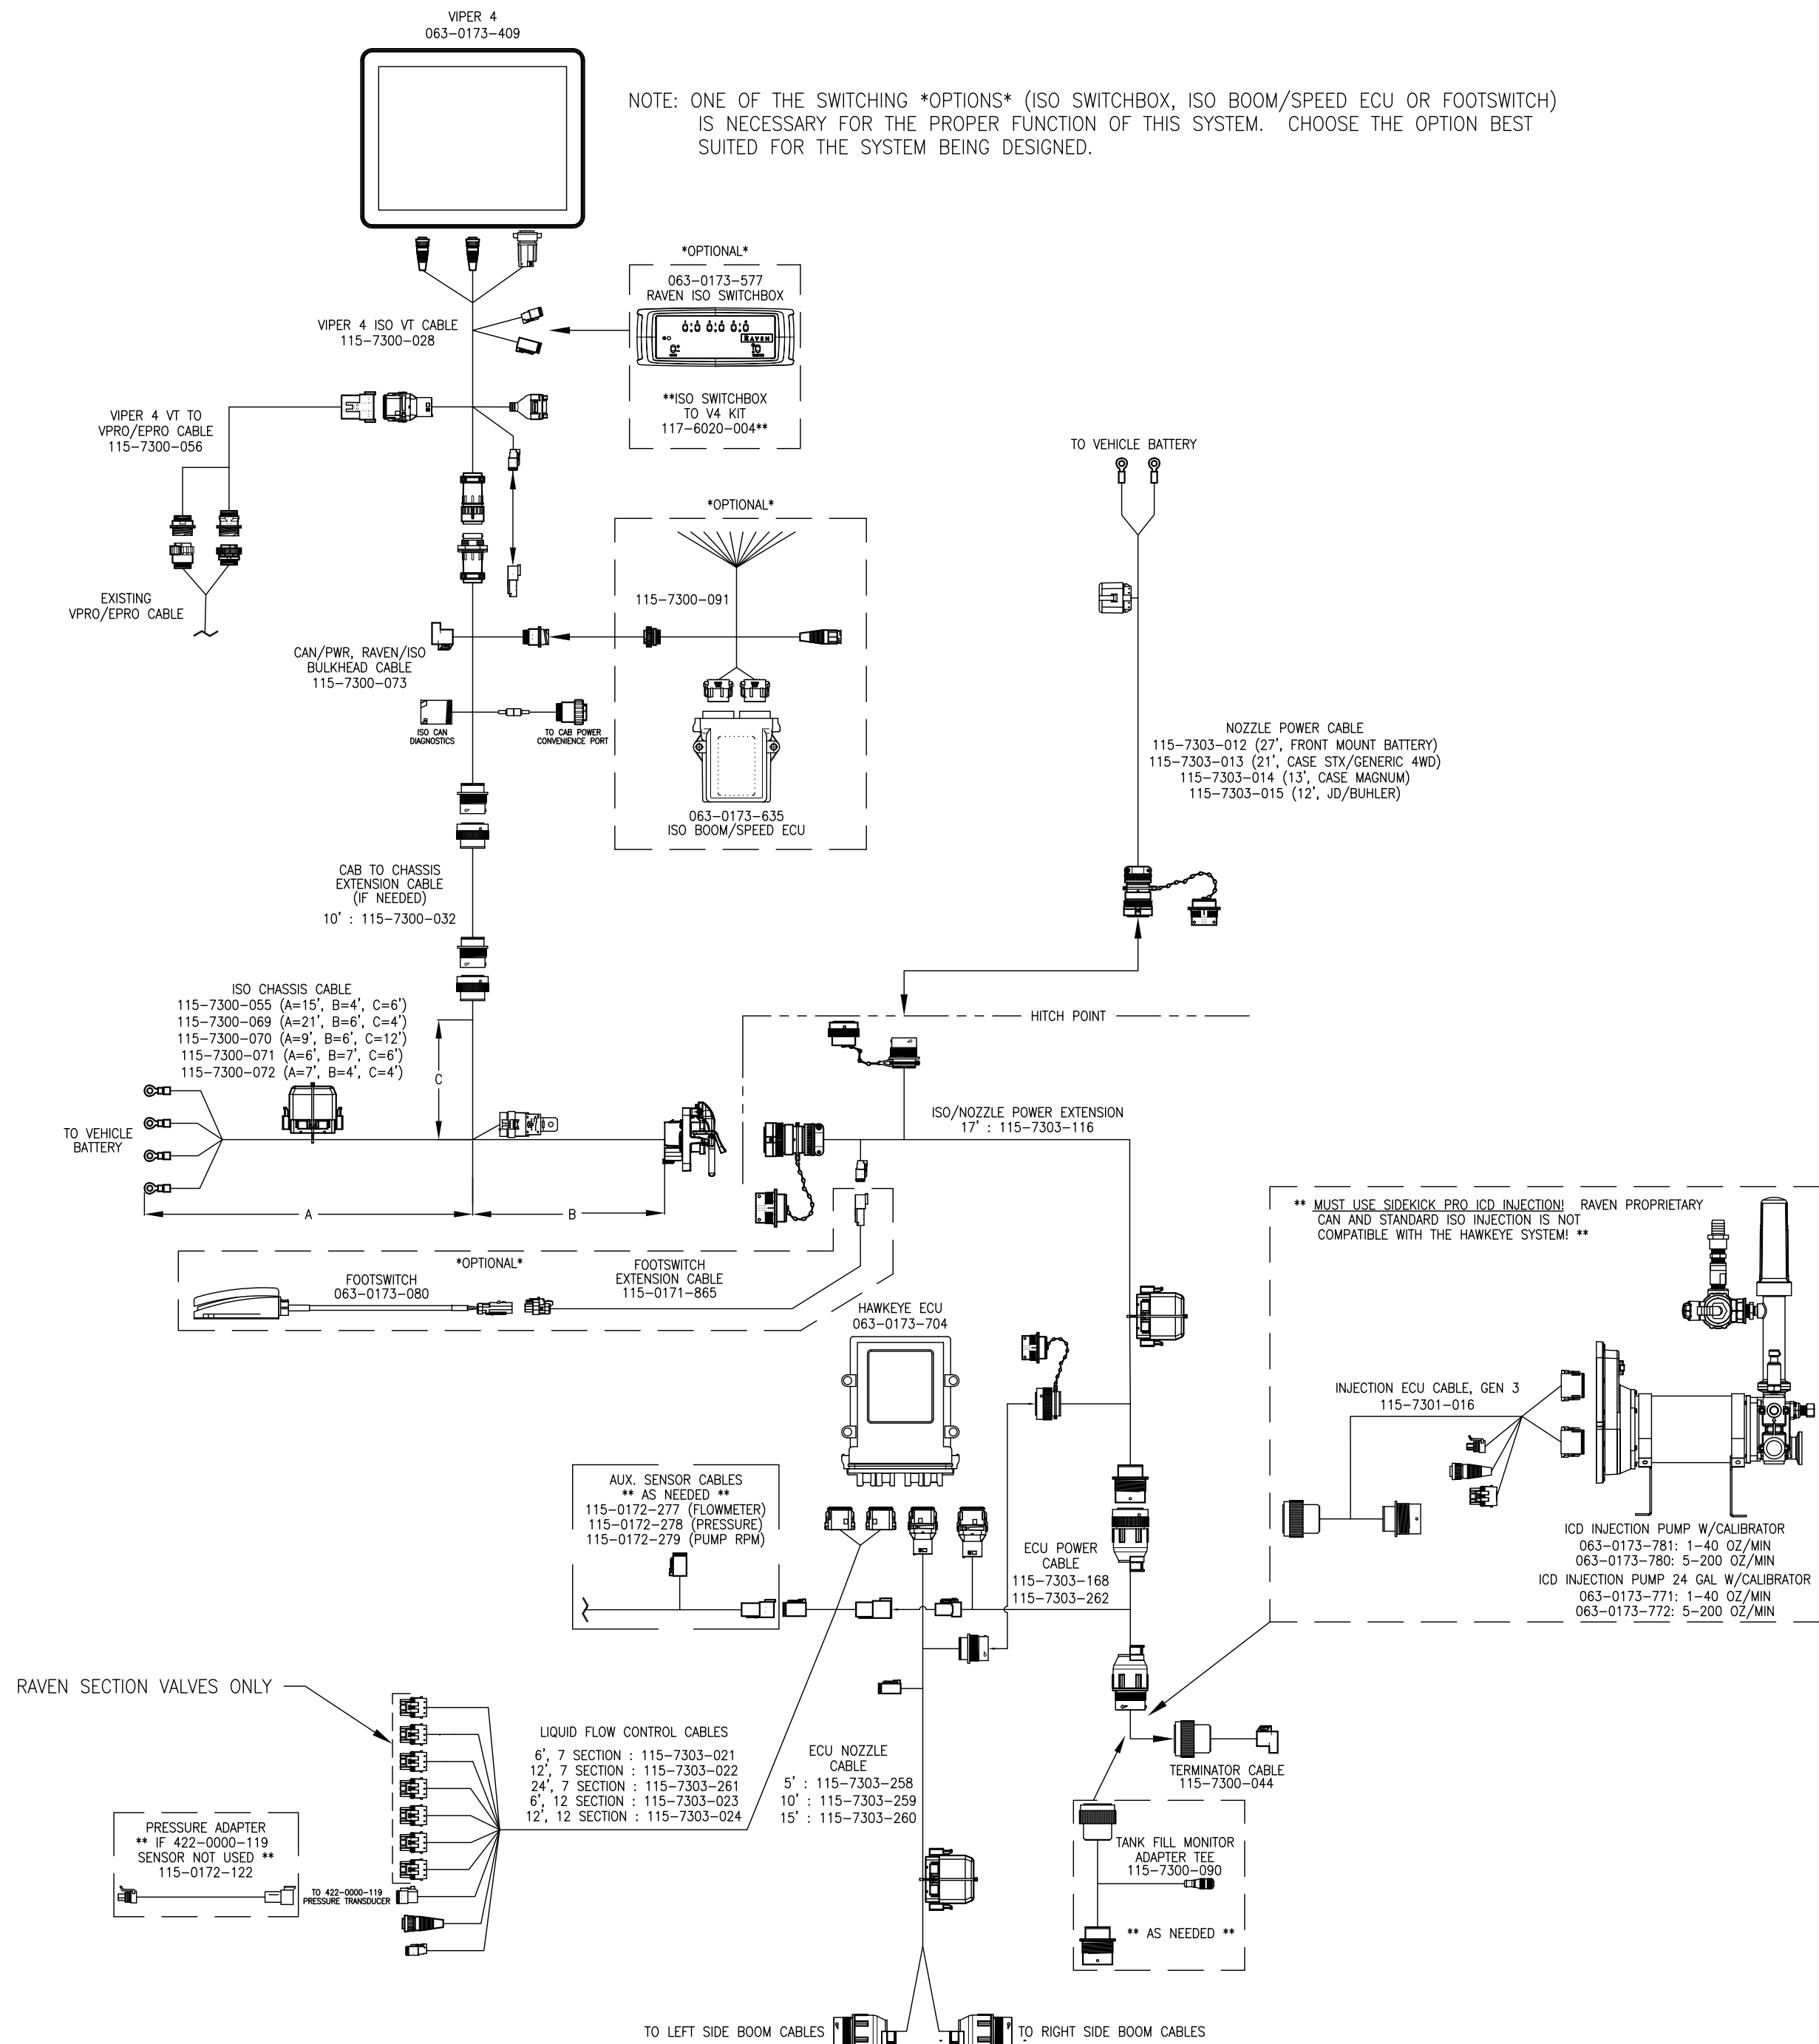 VIPER 4
063-0173-409
NOTE: ONE OF THE SWITCHING *OPTIONS* (ISO SWITCHBOX, ISO BOOM/SPEED ECU OR FOOTSWITCH)
IS NECESSARY FOR THE PROPER FUNCTION OF THIS SYSTEM. CHOOSE THE OPTION BEST
SUITED FOR THE SYSTEM BEING DESIGNED.
*OPTIONAL*
063-0173-577
RAVEN ISO SWITCHBOX
RAVEN
**ISO SWITCHBOX
TO V4 KIT
117-6020-004**
VIPER 4 ISO VT CABLE
115-7300-028
VIPER 4 VT TO
VPRO/EPRO CABLE
115-7300-056
EXISTING
VPRO/EPRO CABLE
TO VEHICLE BATTERY
*OPTIONAL*
115-7300-091
063-0173-635
ISO BOOM/SPEED ECU
CAN/PWR, RAVEN/ISO
BULKHEAD CABLE
115-7300-073
ISO CAN
DIAGNOSTICS
TO CAB POWER
CONVENIENCE PORT
NOZZLE POWER CABLE
115-7303-012 (27', FRONT MOUNT BATTERY)
115-7303-013 (21', CASE STX/GENERIC 4WD)
115-7303-014 (13', CASE MAGNUM)
115-7303-015 (12', JD/BUHLER)
CAB TO CHASSIS
EXTENSION CABLE
(IF NEEDED)
10' : 115-7300-032
ISO CHASSIS CABLE
115-7300-055 (A=15', B=4', C=6')
115-7300-069 (A=21', B=6', C=4')
115-7300-070 (A=9', B=6', C=12')
115-7300-071 (A=6', B=7', C=6')
115-7300-072 (A=7', B=4', C=4')
C
TO VEHICLE
BATTERY
A
B
HITCH POINT
ISO/NOZZLE POWER EXTENSION
17' : 115-7303-116
*OPTIONAL*
FOOTSWITCH
063-0173-080
FOOTSWITCH
EXTENSION CABLE
115-0171-865
** MUST USE SIDEKICK PRO ICD INJECTION! RAVEN PROPRIETARY
CAN AND STANDARD ISO INJECTION IS NOT
COMPATIBLE WITH THE HAWKEYE SYSTEM! **
INJECTION ECU CABLE, GEN 3
115-7301-016
ICD INJECTION PUMP W/CALIBRATOR
063-0173-781: 1-40 OZ/MIN
063-0173-780: 5-200 OZ/MIN
ICD INJECTION PUMP 24 GAL W/CALIBRATOR
063-0173-771: 1-40 OZ/MIN
063-0173-772: 5-200 OZ/MIN
HAWKEYE ECU
063-0173-704
AUX. SENSOR CABLES
** AS NEEDED **
115-0172-277 (FLOWMETER)
115-0172-278 (PRESSURE)
115-0172-279 (PUMP RPM)
ECU POWER
CABLE
115-7303-168
115-7303-262
RAVEN SECTION VALVES ONLY
LIQUID FLOW CONTROL CABLES
6', 7 SECTION : 115-7303-021
12', 7 SECTION : 115-7303-022
24', 7 SECTION : 115-7303-261
6', 12 SECTION : 115-7303-023
12', 12 SECTION : 115-7303-024
ECU NOZZLE
CABLE
5' : 115-7303-258
10' : 115-7303-259
15' : 115-7303-260
PRESSURE ADAPTER
** IF 422-0000-119
SENSOR NOT USED **
115-0172-122
TO 422-0000-119
PRESSURE TRANSDUCER
TERMINATOR CABLE
115-7300-044
TANK FILL MONITOR
ADAPTER TEE
115-7300-090
** AS NEEDED **
TO LEFT SIDE BOOM CABLES
TO RIGHT SIDE BOOM CABLES